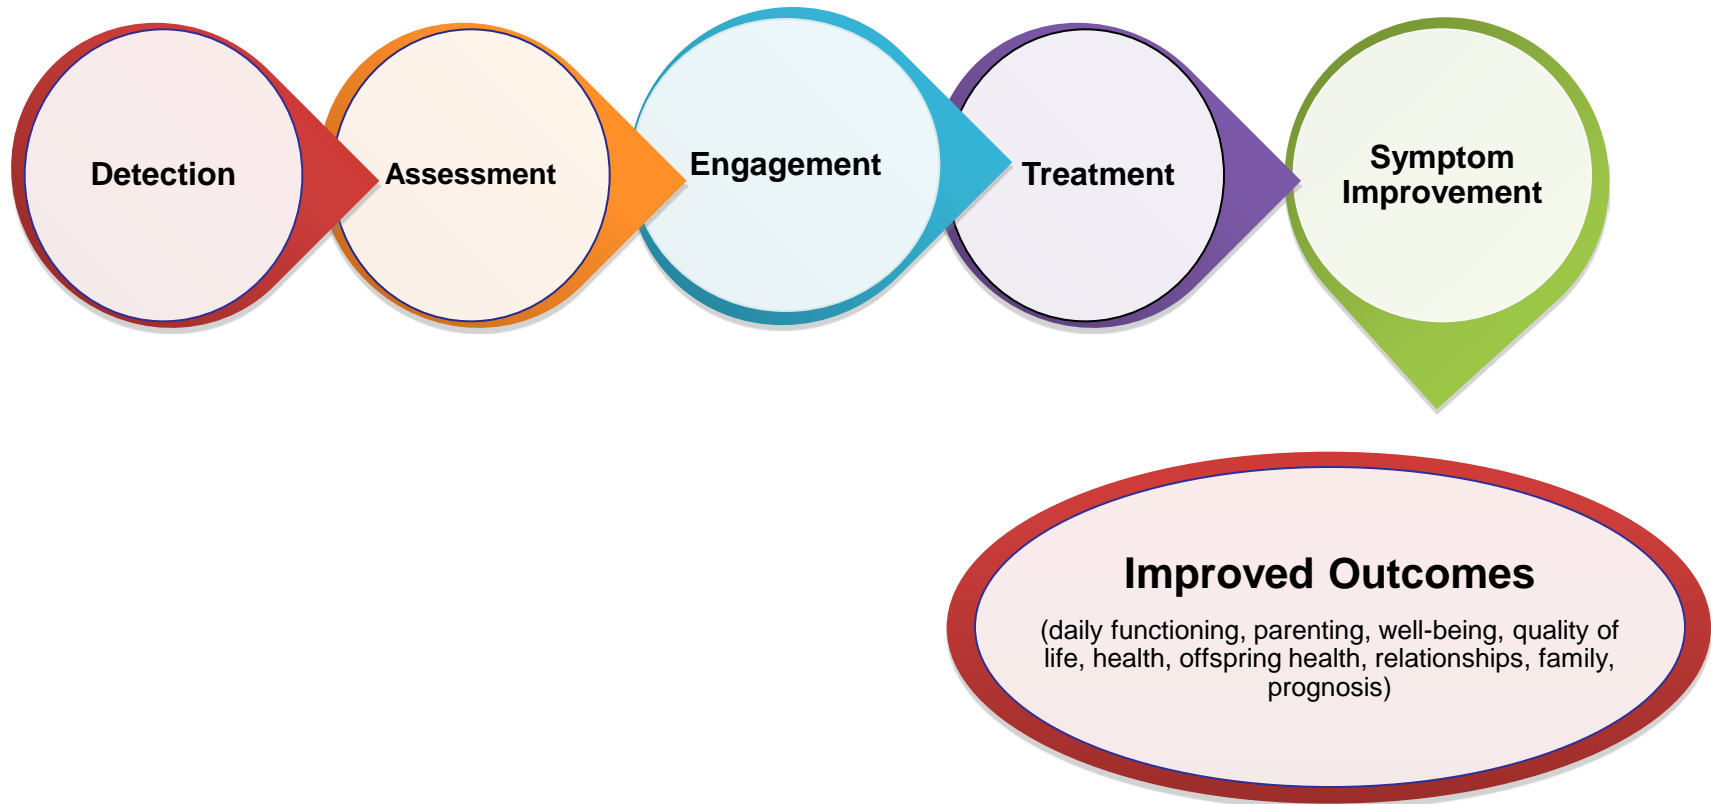 Detection
Assessment
Engagement
Treatment
Symptom
Improvement
Improved Outcomes
(daily functioning, parenting, well-being, quality of
life, health, offspring health, relationships, family,
prognosis)